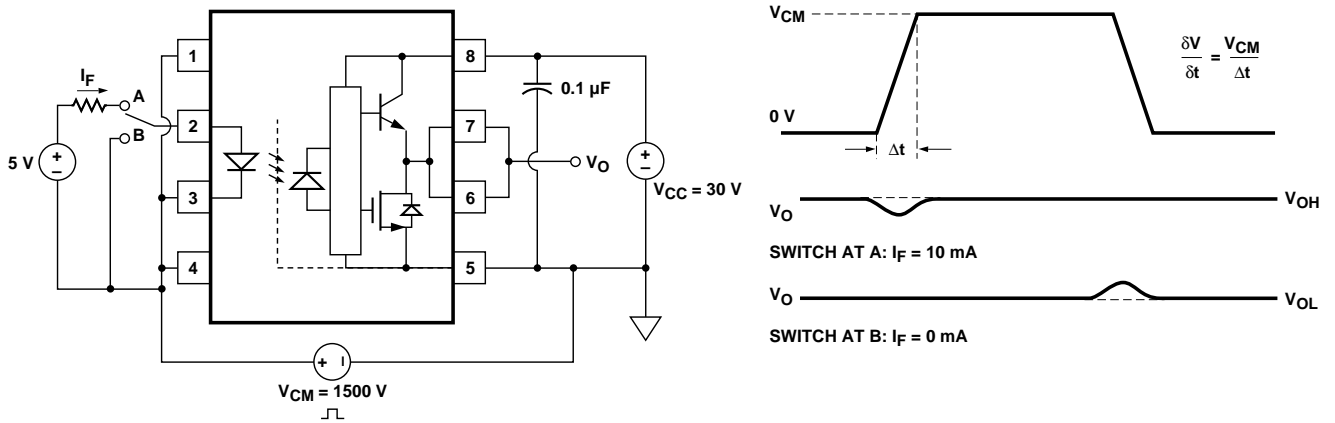 1
I_F
A
B
2
5 V
+
–
3
4
8
0.1 µF
7
V_O
6
+
–
V_CC = 30 V
5
+ –
V_CM = 1500 V
V_CM
δV/δt = V_CM/Δt
0 V
Δt
V_O
V_OH
SWITCH AT A: I_F = 10 mA
V_O
V_OL
SWITCH AT B: I_F = 0 mA